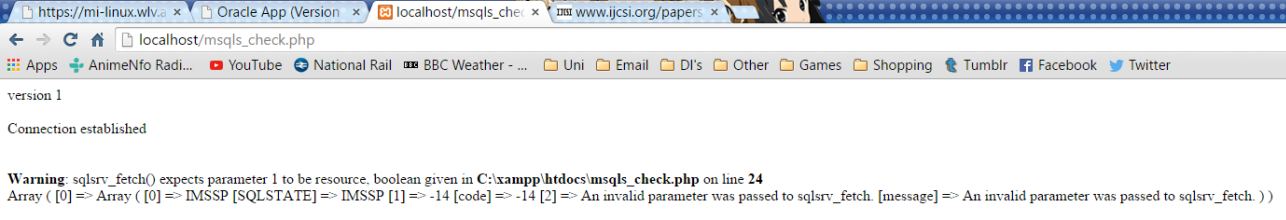 https://mi-linux.wlv.a
Oracle App (Version
localhost/msqls_chec
www.ijcsi.org/papers
localhost/msqls_check.php
Apps AnimeNfo Radi... YouTube National Rail BBC Weather - ... Uni Email DI's Other Games Shopping Tumblr Facebook Twitter
version 1
Connection established
Warning: sqlsrv_fetch() expects parameter 1 to be resource, boolean given in C:\xampp\htdocs\msqls_check.php on line 24
Array ( [0] => Array ( [0] => IMSSP [SQLSTATE] => IMSSP [1] => -14 [code] => -14 [2] => An invalid parameter was passed to sqlsrv_fetch. [message] => An invalid parameter was passed to sqlsrv_fetch. ) )